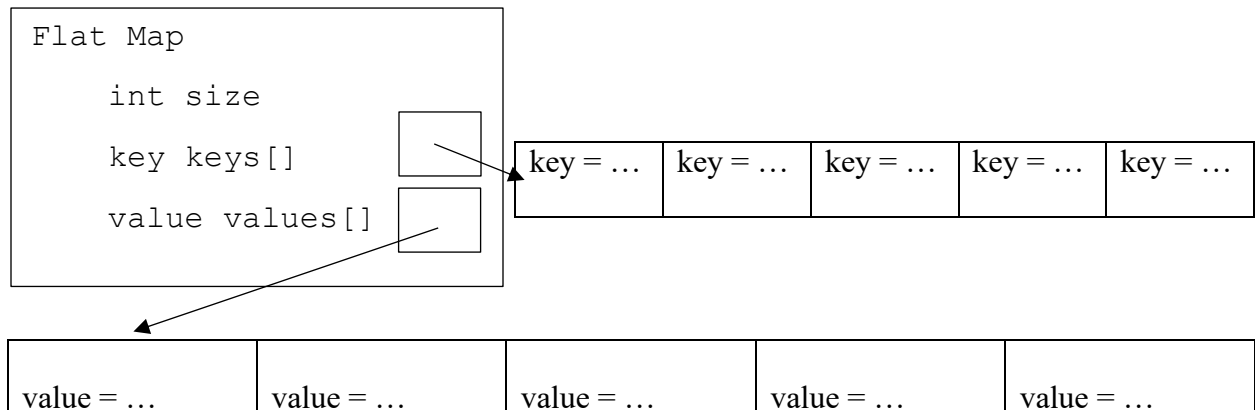 Flat Map
int size
key keys[]
value values[]
key = … key = … key = … key = … key = …
value = … value = … value = … value = … value = …